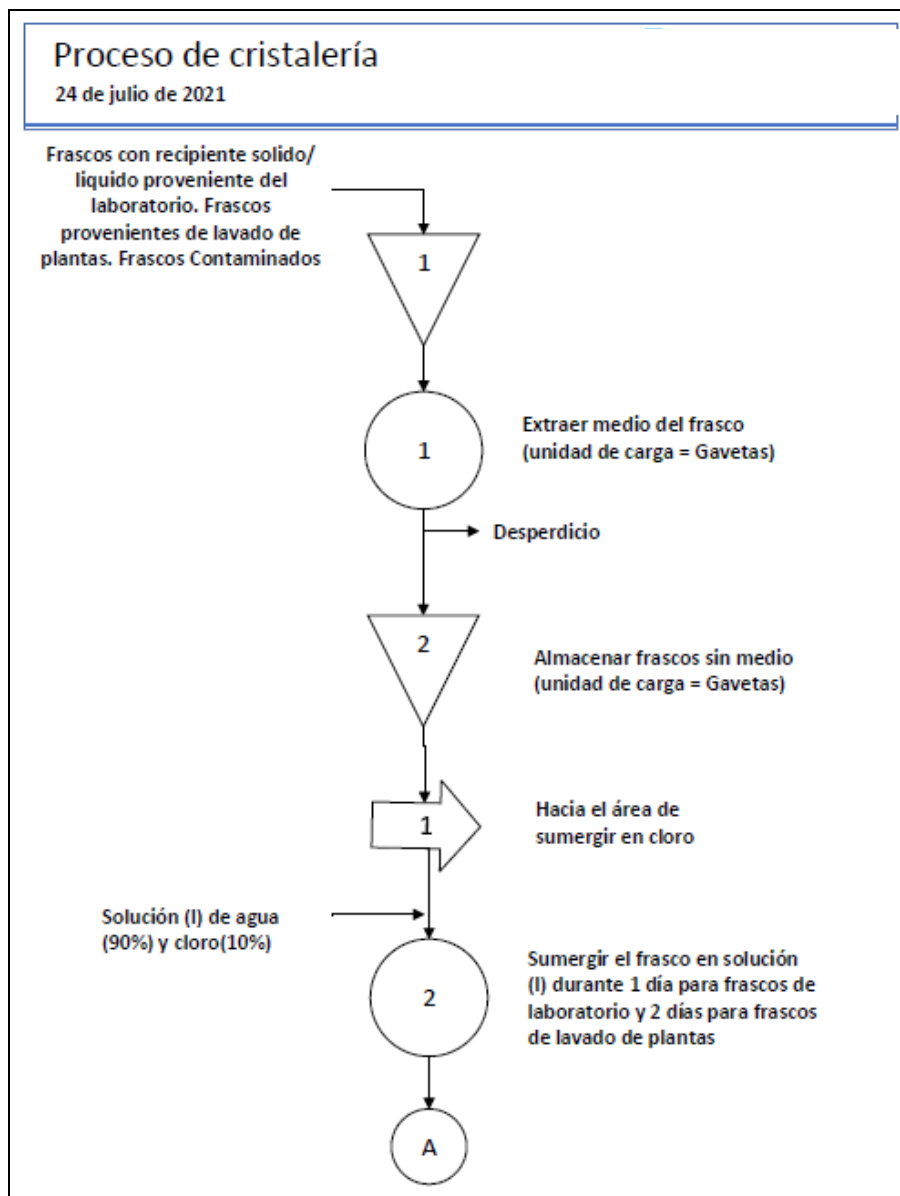 Proceso de cristalería
24 de julio de 2021
Frascos con recipiente solido/
liquido proveniente del
laboratorio. Frascos
provenientes de lavado de
plantas. Frascos Contaminados
1
1
Extraer medio del frasco
(unidad de carga = Gavetas)
Desperdicio
2
Almacenar frascos sin medio
(unidad de carga = Gavetas)
1
Hacia el área de
sumergir en cloro
Solución (I) de agua
(90%) y cloro(10%)
2
Sumergir el frasco en solución
(I) durante 1 día para frascos de
laboratorio y 2 días para frascos
de lavado de plantas
A